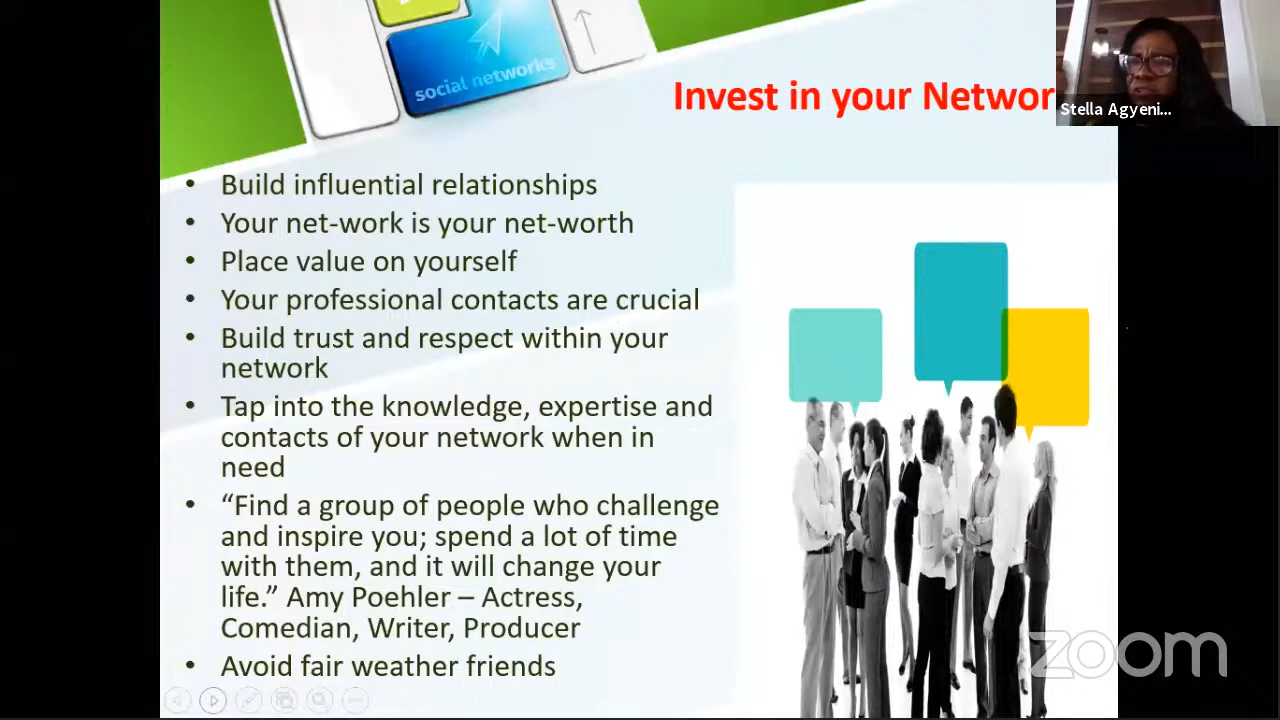 social networks
Invest in your Networ
Stella Agyeni...
• Build influential relationships
• Your net-work is your net-worth
• Place value on yourself
• Your professional contacts are crucial
• Build trust and respect within your
network
• Tap into the knowledge, expertise and
contacts of your network when in
need
• “Find a group of people who challenge
and inspire you; spend a lot of time
with them, and it will change your
life.” Amy Poehler – Actress,
Comedian, Writer, Producer
• Avoid fair weather friends
zoom